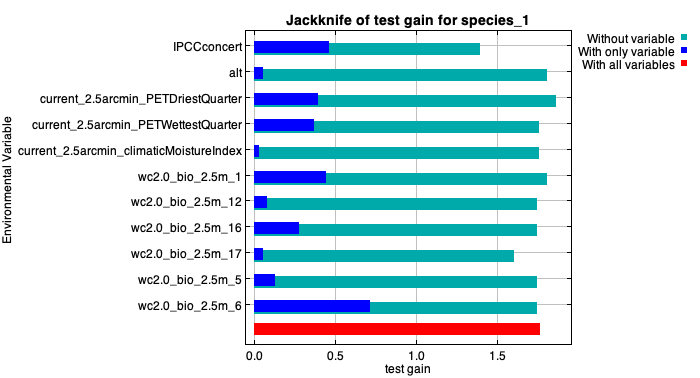 Jackknife of test gain for species_1
Without variable
With only variable
With all variables
Environmental Variable
IPCCconcert
alt
current_2.5arcmin_PETDriestQuarter
current_2.5arcmin_PETWettestQuarter
current_2.5arcmin_climaticMoistureIndex
wc2.0_bio_2.5m_1
wc2.0_bio_2.5m_12
wc2.0_bio_2.5m_16
wc2.0_bio_2.5m_17
wc2.0_bio_2.5m_5
wc2.0_bio_2.5m_6
0.0 0.5 1.0 1.5
test gain